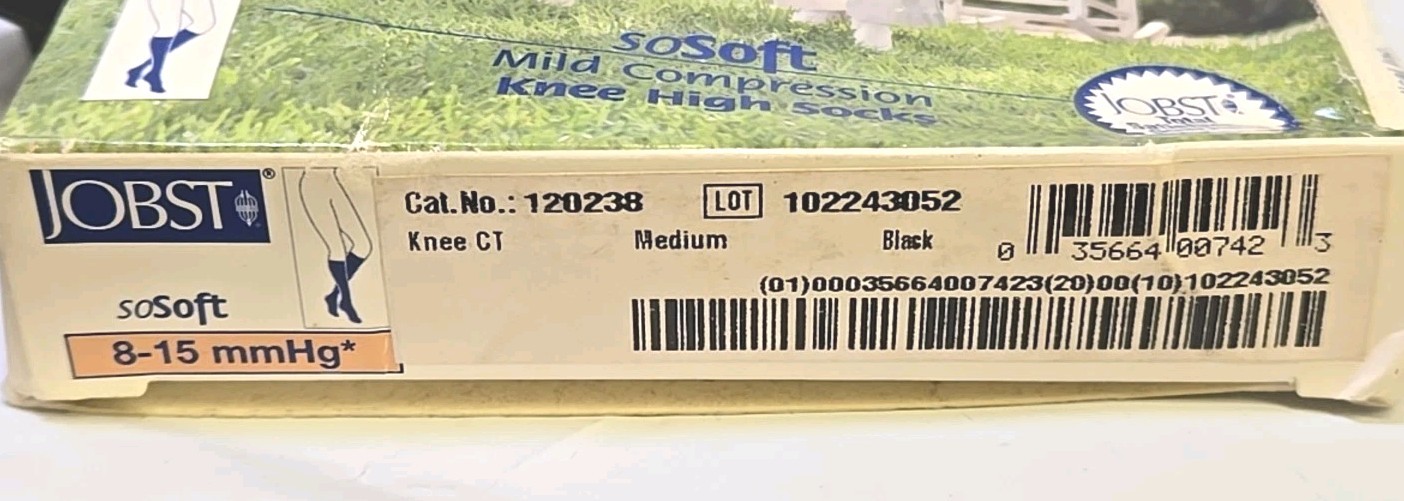 soSoft
Mild Compression
Knee High Socks
JOBST®
Total
JOBST®
Cat.No.: 120238 LOT 102243052
Knee CT Medium Black
0 35664 00742 3
(01)00035664007423(20)00(10)102243052
soSoft
8-15 mmHg*